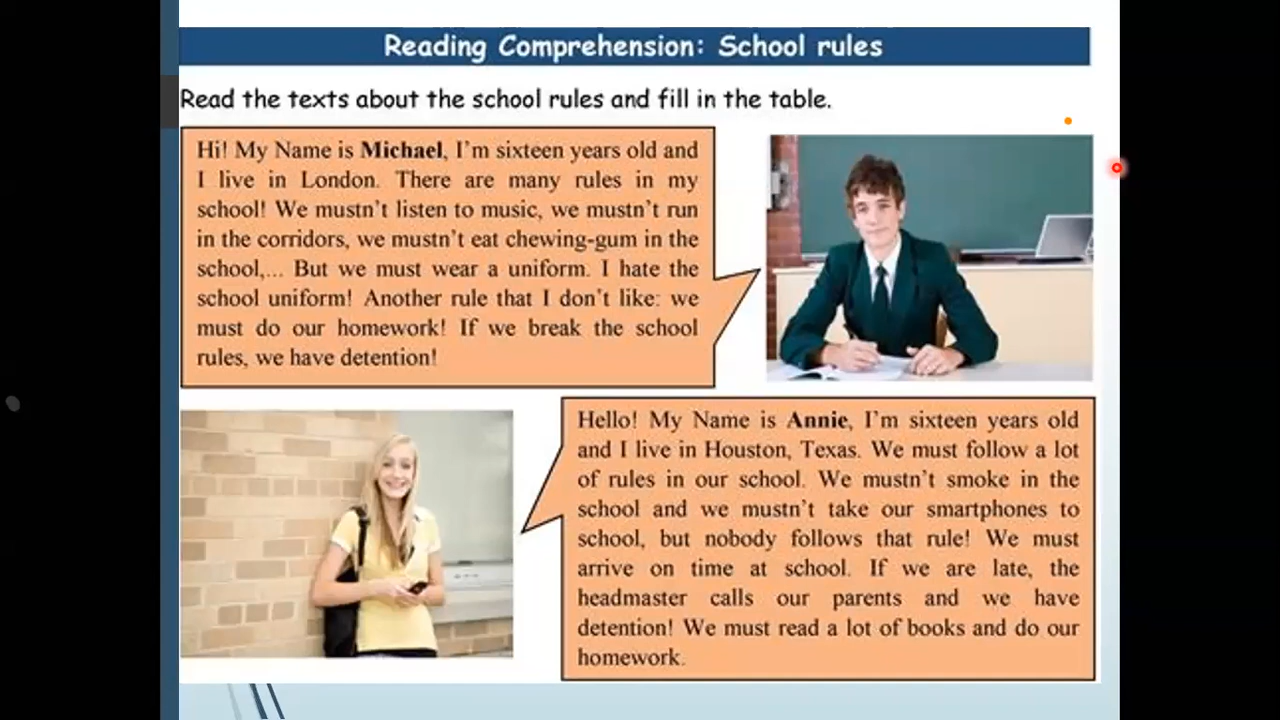 Reading Comprehension: School rules
Read the texts about the school rules and fill in the table.
Hi! My Name is Michael, I'm sixteen years old and
I live in London. There are many rules in my
school! We mustn't listen to music, we mustn't run
in the corridors, we mustn't eat chewing-gum in the
school,... But we must wear a uniform. I hate the
school uniform! Another rule that I don't like: we
must do our homework! If we break the school
rules, we have detention!
Hello! My Name is Annie, I'm sixteen years old
and I live in Houston, Texas. We must follow a lot
of rules in our school. We mustn't smoke in the
school and we mustn't take our smartphones to
school, but nobody follows that rule! We must
arrive on time at school. If we are late, the
headmaster calls our parents and we have
detention! We must read a lot of books and do our
homework.